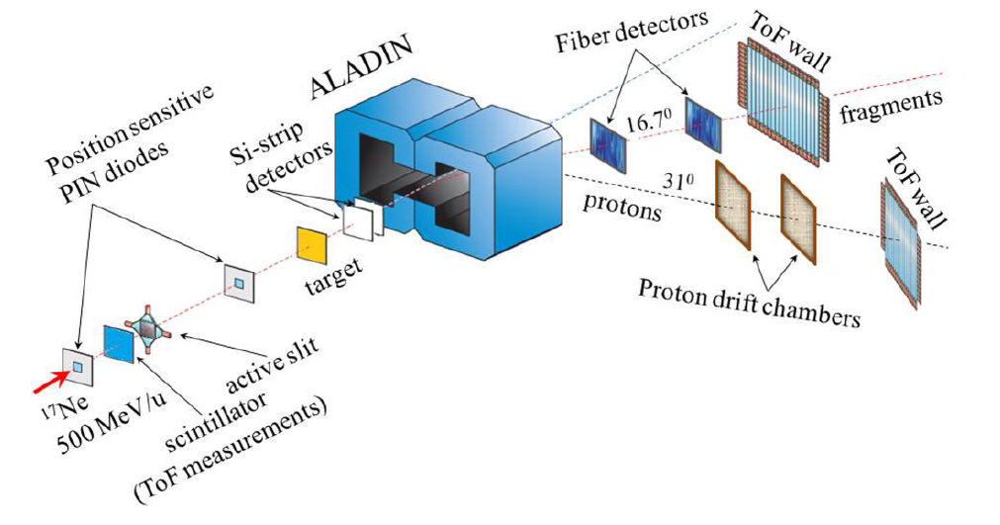 Position sensitive
PIN diodes
Si-strip
detectors
ALADIN
Fiber detectors
ToF wall
16.7⁰
fragments
31⁰
protons
ToF wall
Proton drift chambers
target
active slit
scintillator
(ToF measurements)
¹⁷Ne
500 MeV/u